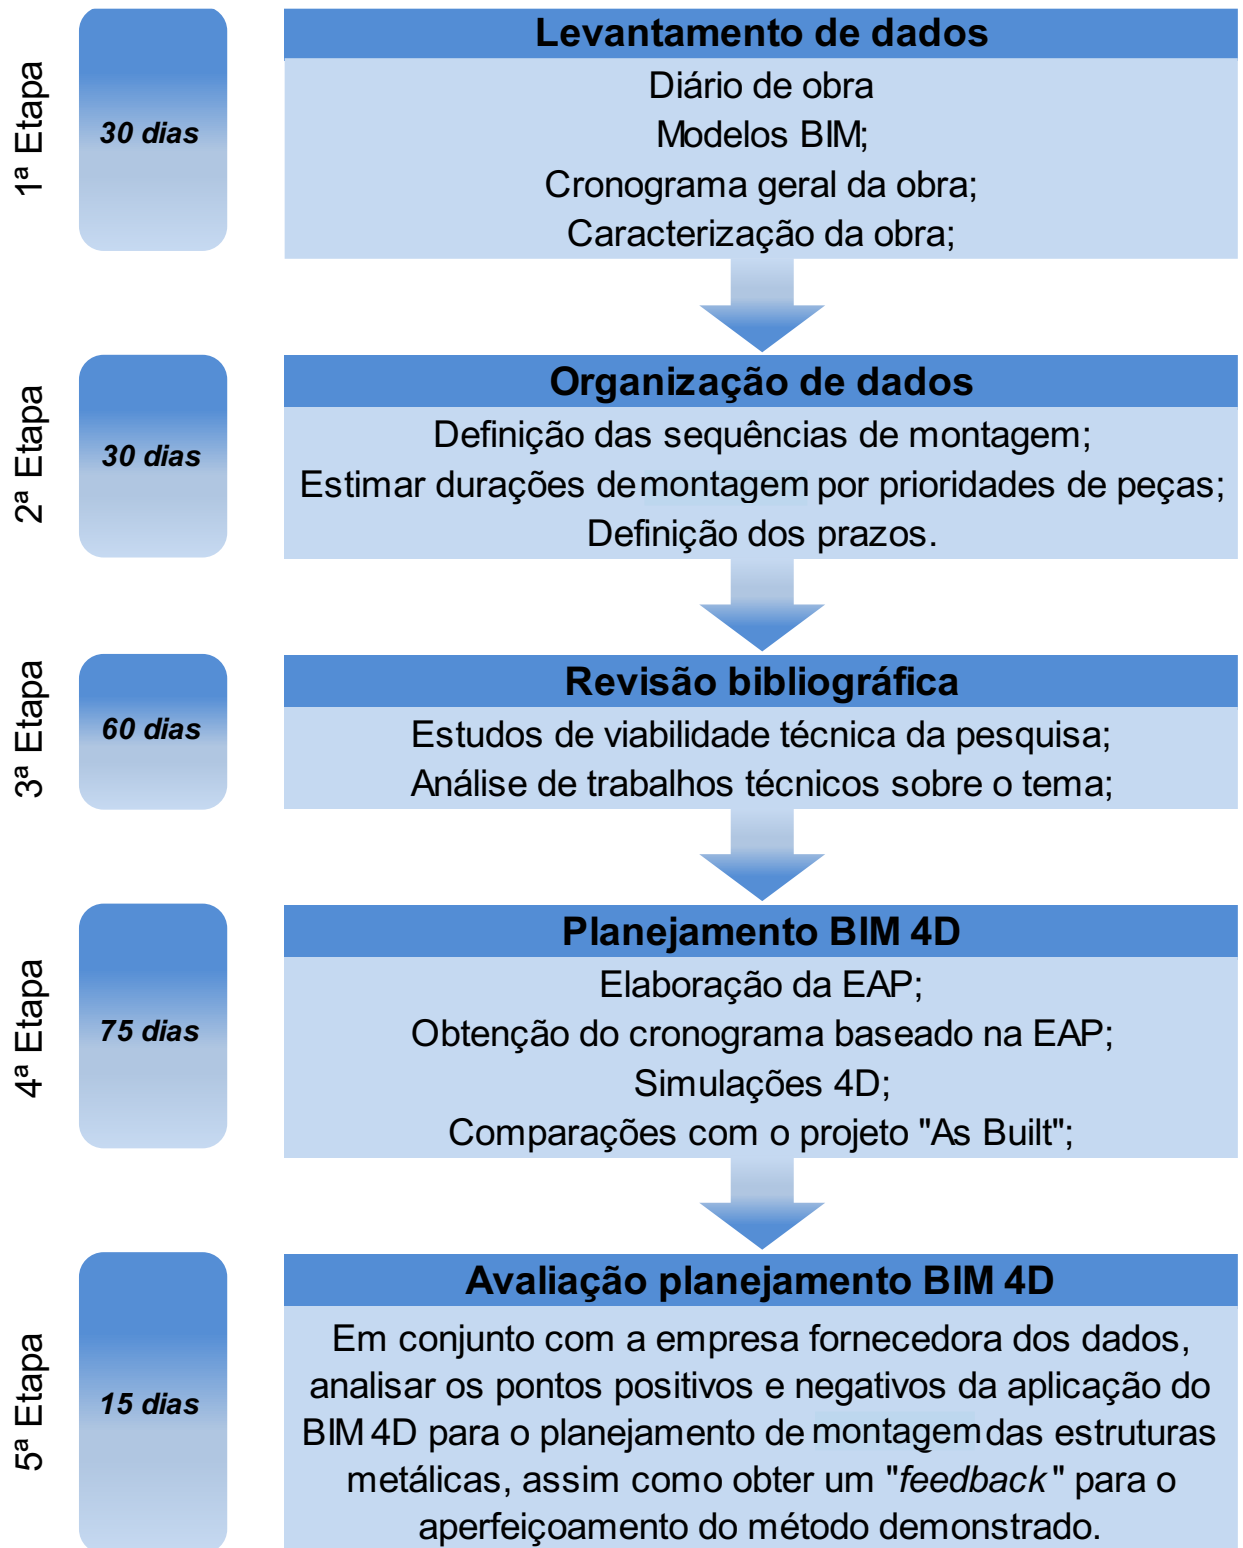 1ª Etapa
30 dias
Levantamento de dados
Diário de obra
Modelos BIM;
Cronograma geral da obra;
Caracterização da obra;
2ª Etapa
30 dias
Organização de dados
Definição das sequências de montagem;
Estimar durações de montagem por prioridades de peças;
Definição dos prazos.
3ª Etapa
60 dias
Revisão bibliográfica
Estudos de viabilidade técnica da pesquisa;
Análise de trabalhos técnicos sobre o tema;
4ª Etapa
75 dias
Planejamento BIM 4D
Elaboração da EAP;
Obtenção do cronograma baseado na EAP;
Simulações 4D;
Comparações com o projeto "As Built";
5ª Etapa
15 dias
Avaliação planejamento BIM 4D
Em conjunto com a empresa fornecedora dos dados,
analisar os pontos positivos e negativos da aplicação do
BIM 4D para o planejamento de montagem das estruturas
metálicas, assim como obter um "feedback" para o
aperfeiçoamento do método demonstrado.